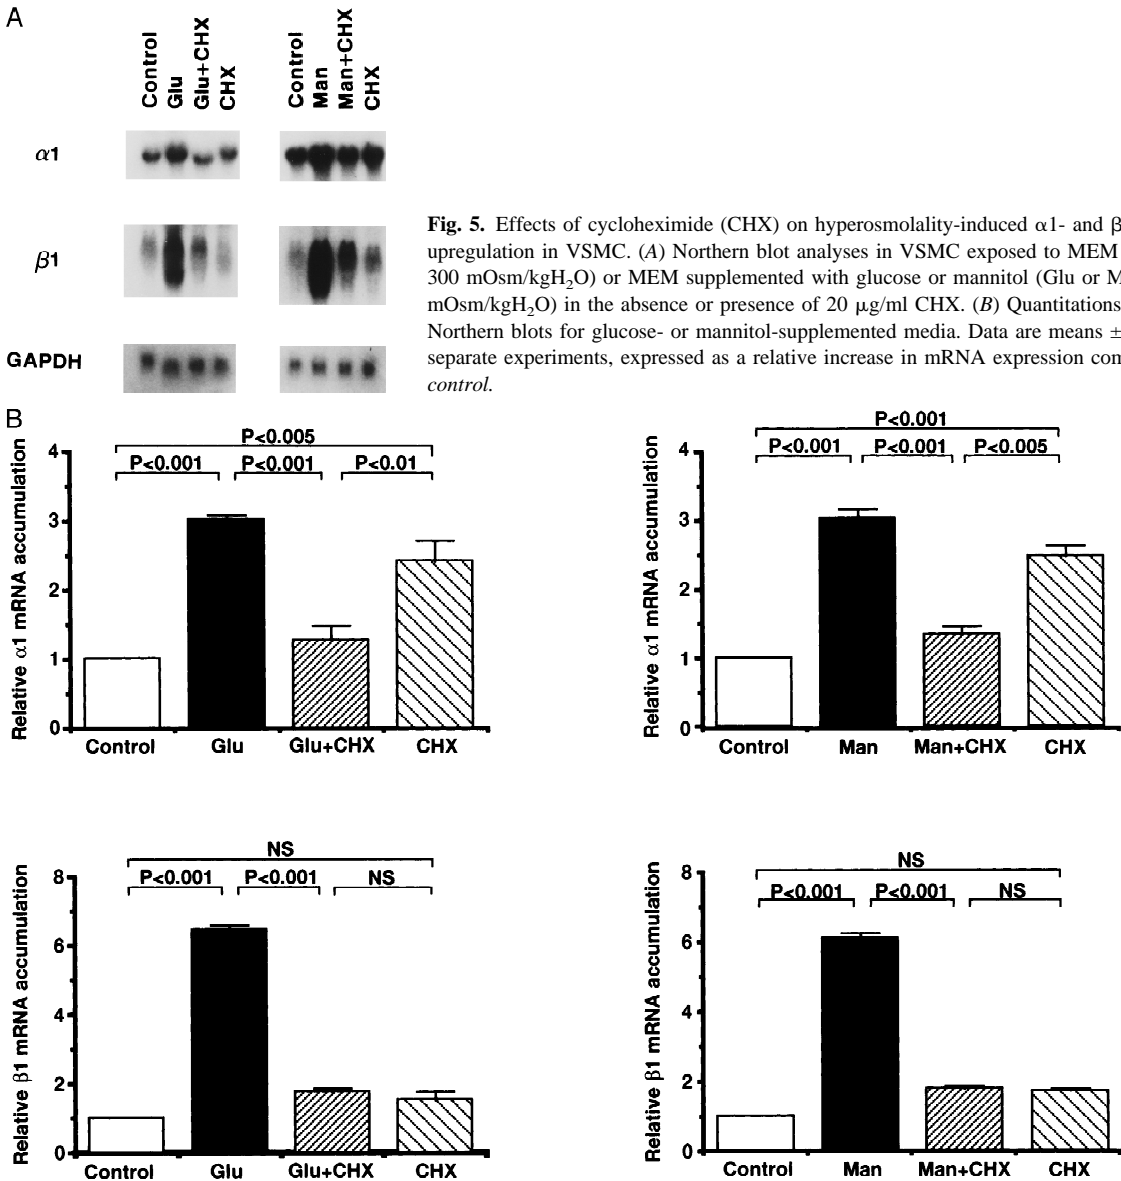 A
Control
Glu
Glu+CHX
CHX
Control
Man
Man+CHX
CHX
α1
β1
GAPDH
Fig. 5. Effects of cycloheximide (CHX) on hyperosmolality-induced α1- and β
upregulation in VSMC. (A) Northern blot analyses in VSMC exposed to MEM
300 mOsm/kgH₂O) or MEM supplemented with glucose or mannitol (Glu or M
mOsm/kgH₂O) in the absence or presence of 20 μg/ml CHX. (B) Quantitations
Northern blots for glucose- or mannitol-supplemented media. Data are means ±
separate experiments, expressed as a relative increase in mRNA expression com
control.
B
Relative α1 mRNA accumulation
4
3
2
1
0
P<0.005
P<0.001
P<0.001
P<0.01
Control
Glu
Glu+CHX
CHX
Relative α1 mRNA accumulation
4
3
2
1
0
P<0.001
P<0.001
P<0.001
P<0.005
Control
Man
Man+CHX
CHX
Relative β1 mRNA accumulation
8
6
4
2
0
NS
P<0.001
P<0.001
NS
Control
Glu
Glu+CHX
CHX
Relative β1 mRNA accumulation
8
6
4
2
0
NS
P<0.001
P<0.001
NS
Control
Man
Man+CHX
CHX